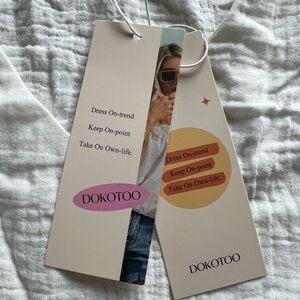 Dress On-trend
Keep On-point
Take On Own-life.
DOKOTOO
Dress On-trend
Keep On-point
Take On Own-life.
DOKOTOO